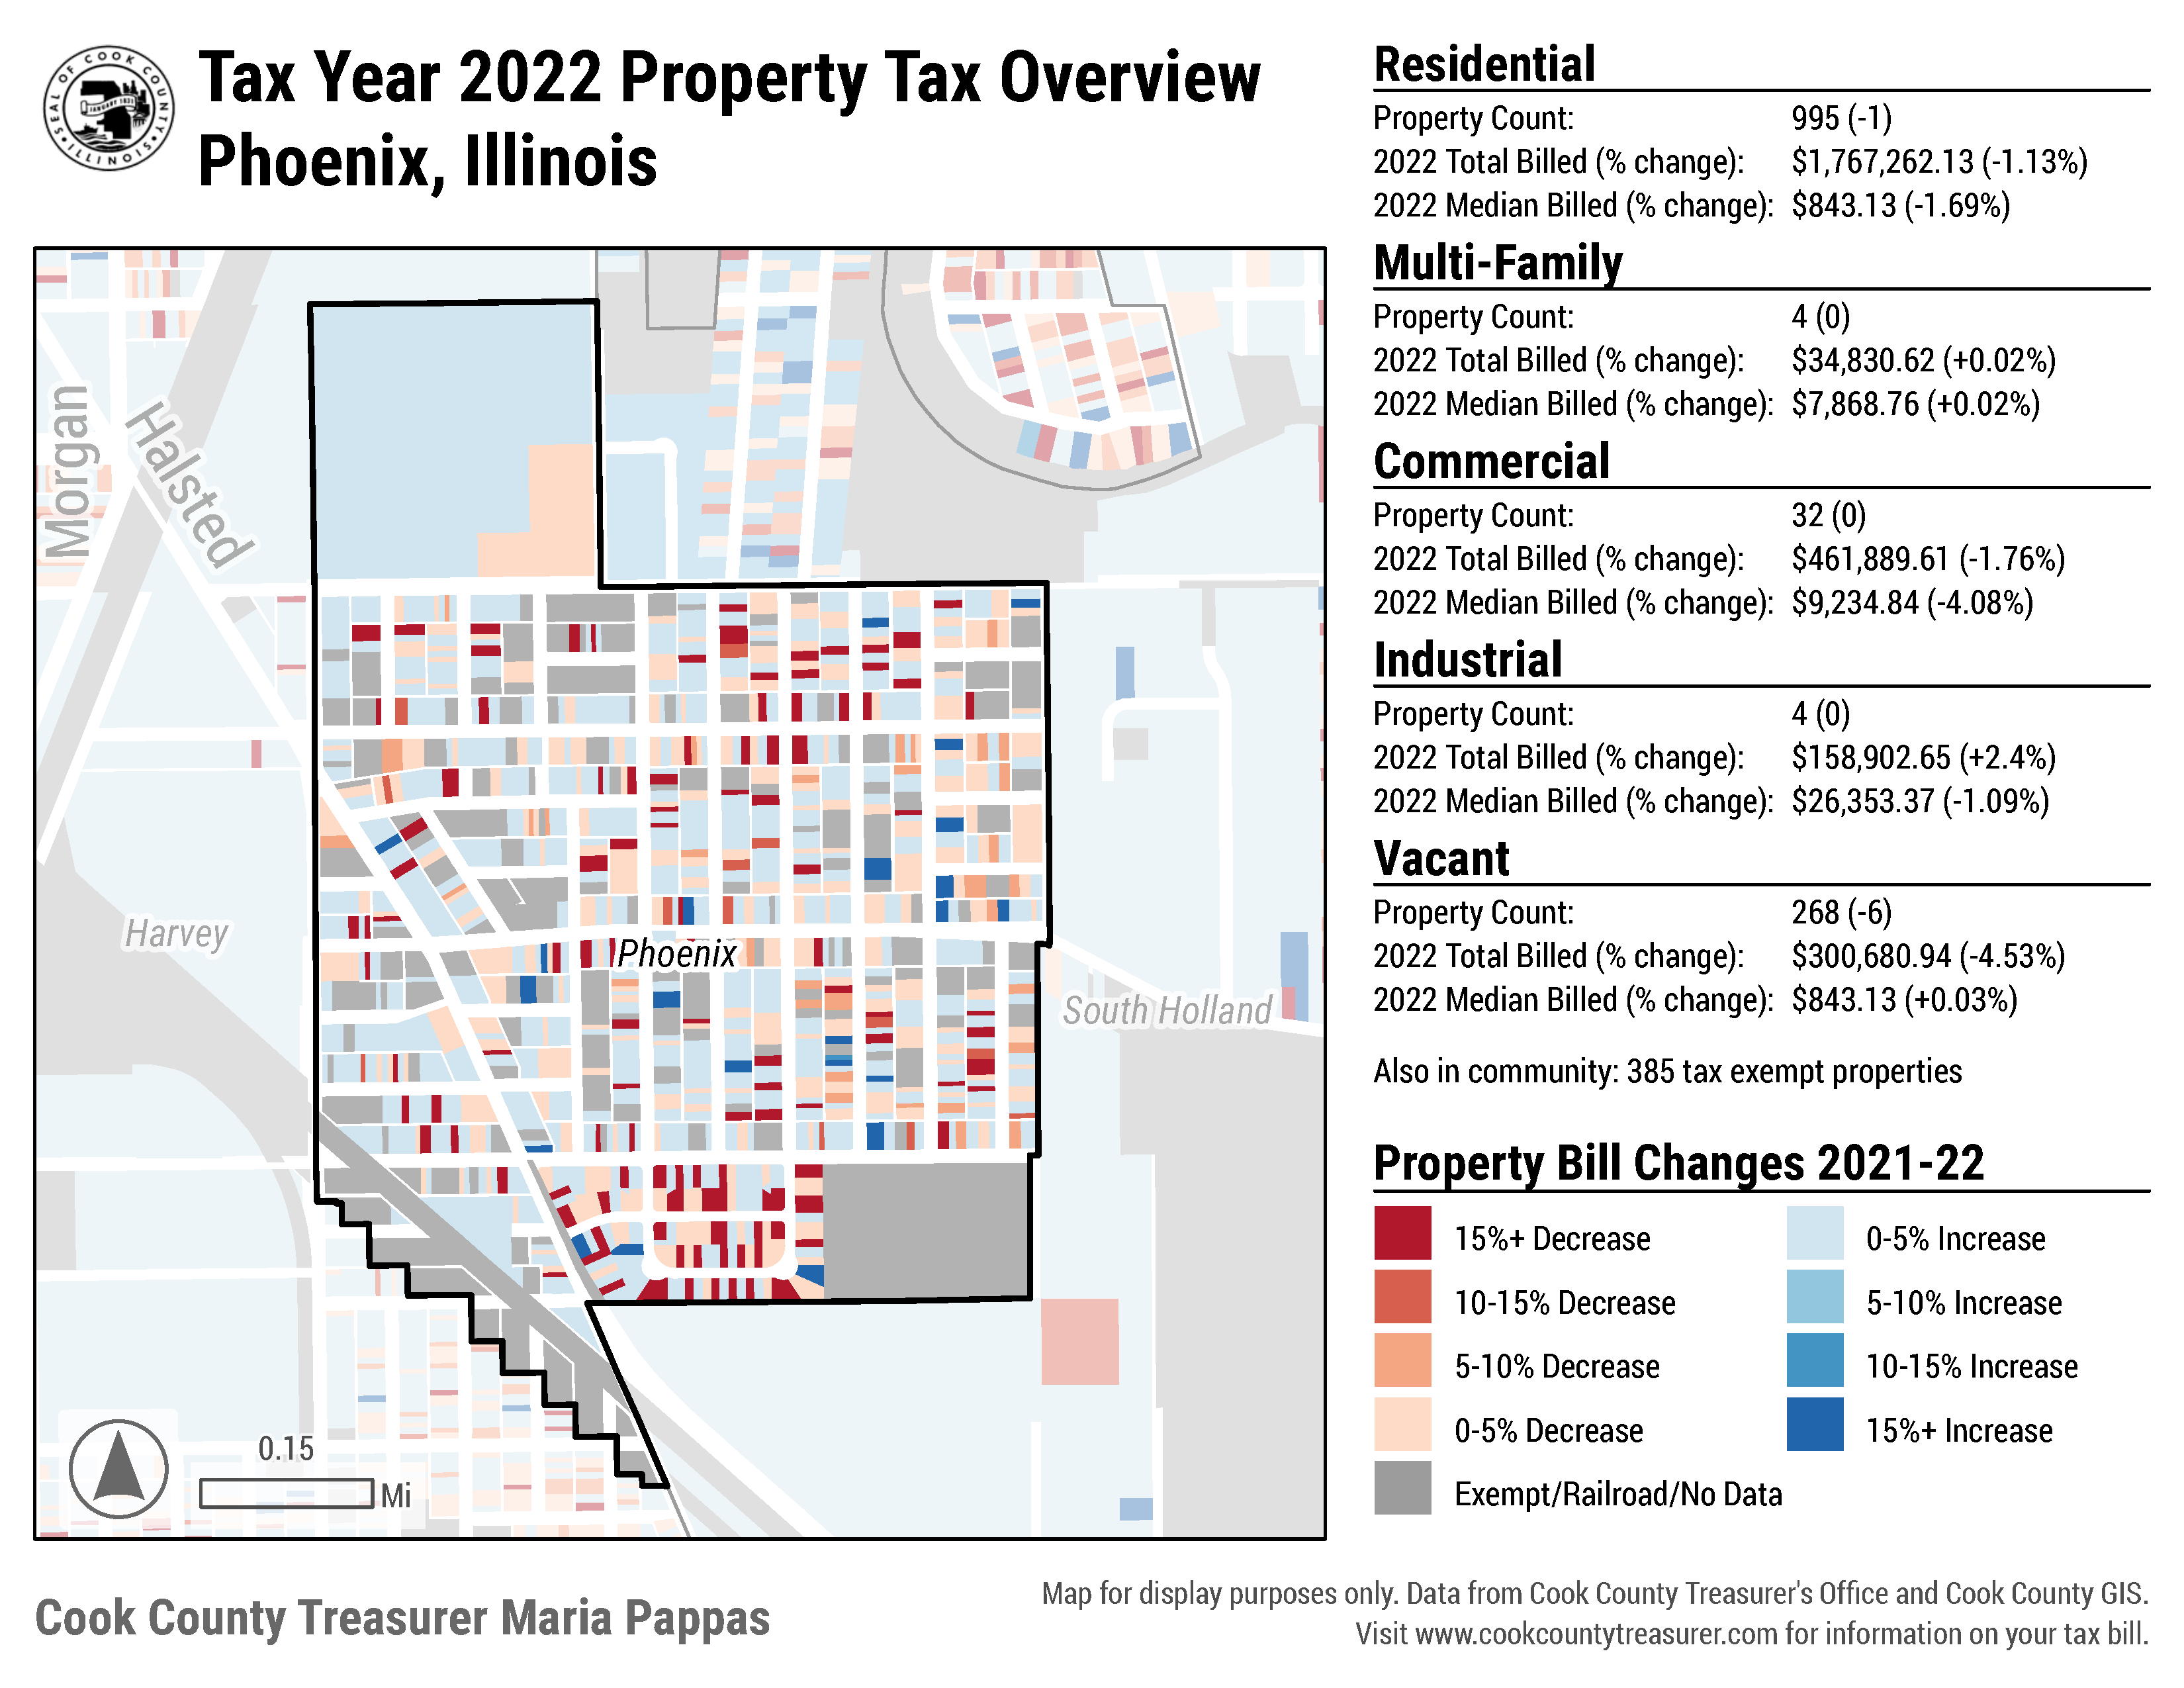 SEAL OF COOK COUNTY
JANUARY 1831
• ILLINOIS •
Tax Year 2022 Property Tax Overview
Phoenix, Illinois
Morgan
Halsted
Harvey
Phoenix
South Holland
0.15
Mi
Residential
Property Count: 995 (-1)
2022 Total Billed (% change): $1,767,262.13 (-1.13%)
2022 Median Billed (% change): $843.13 (-1.69%)
Multi-Family
Property Count: 4 (0)
2022 Total Billed (% change): $34,830.62 (+0.02%)
2022 Median Billed (% change): $7,868.76 (+0.02%)
Commercial
Property Count: 32 (0)
2022 Total Billed (% change): $461,889.61 (-1.76%)
2022 Median Billed (% change): $9,234.84 (-4.08%)
Industrial
Property Count: 4 (0)
2022 Total Billed (% change): $158,902.65 (+2.4%)
2022 Median Billed (% change): $26,353.37 (-1.09%)
Vacant
Property Count: 268 (-6)
2022 Total Billed (% change): $300,680.94 (-4.53%)
2022 Median Billed (% change): $843.13 (+0.03%)
Also in community: 385 tax exempt properties
Property Bill Changes 2021-22
15%+ Decrease
0-5% Increase
10-15% Decrease
5-10% Increase
5-10% Decrease
10-15% Increase
0-5% Decrease
15%+ Increase
Exempt/Railroad/No Data
Cook County Treasurer Maria Pappas
Map for display purposes only. Data from Cook County Treasurer's Office and Cook County GIS.
Visit www.cookcountytreasurer.com for information on your tax bill.